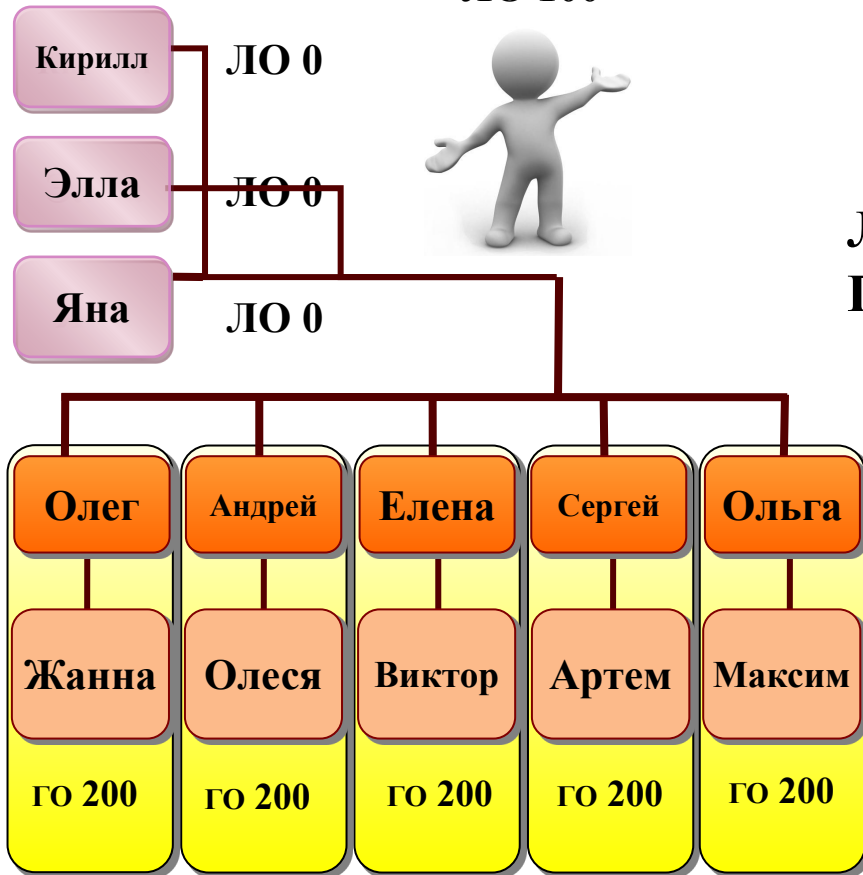 Кирилл
ЛО 0
Элла
ЛО 0
Яна
ЛО 0
Олег
Андрей
Елена
Сергей
Ольга
Жанна
Олеся
Виктор
Артем
Максим
ГО 200
ГО 200
ГО 200
ГО 200
ГО 200